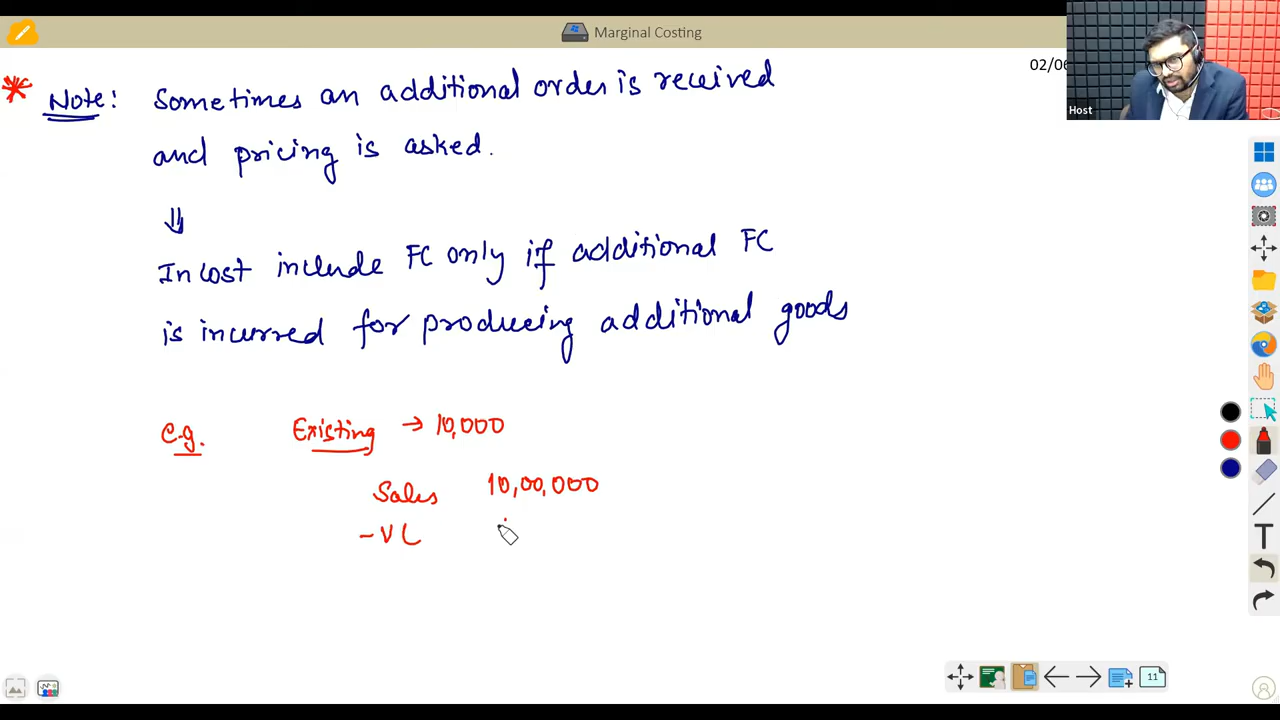 Marginal Costing
02/06
Host
* Note: Sometimes an additional order is received
and pricing is asked.
⇓
In cost include FC only if additional FC
is incurred for producing additional goods
e.g. Existing → 10,000
Sales 10,00,000
- VC
T
11